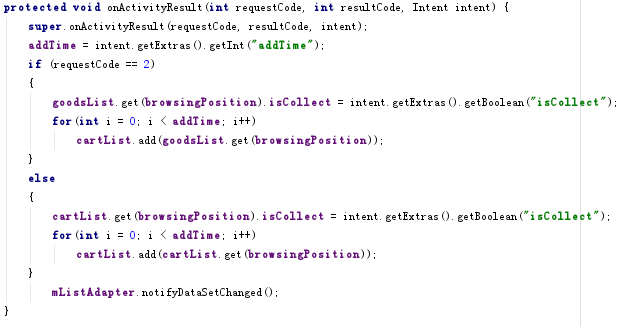 protected void onActivityResult(int requestCode, int resultCode, Intent intent) {
    super.onActivityResult(requestCode, resultCode, intent);
    addTime = intent.getExtras().getInt("addTime");
    if (requestCode == 2)
    {
        goodsList.get(browsingPosition).isCollect = intent.getExtras().getBoolean("isCollect");
        for(int i = 0; i < addTime; i++)
            cartList.add(goodsList.get(browsingPosition));
    }
    else
    {
        cartList.get(browsingPosition).isCollect = intent.getExtras().getBoolean("isCollect");
        for(int i = 0; i < addTime; i++)
            cartList.add(cartList.get(browsingPosition));
    }
        mListAdapter.notifyDataSetChanged();
}